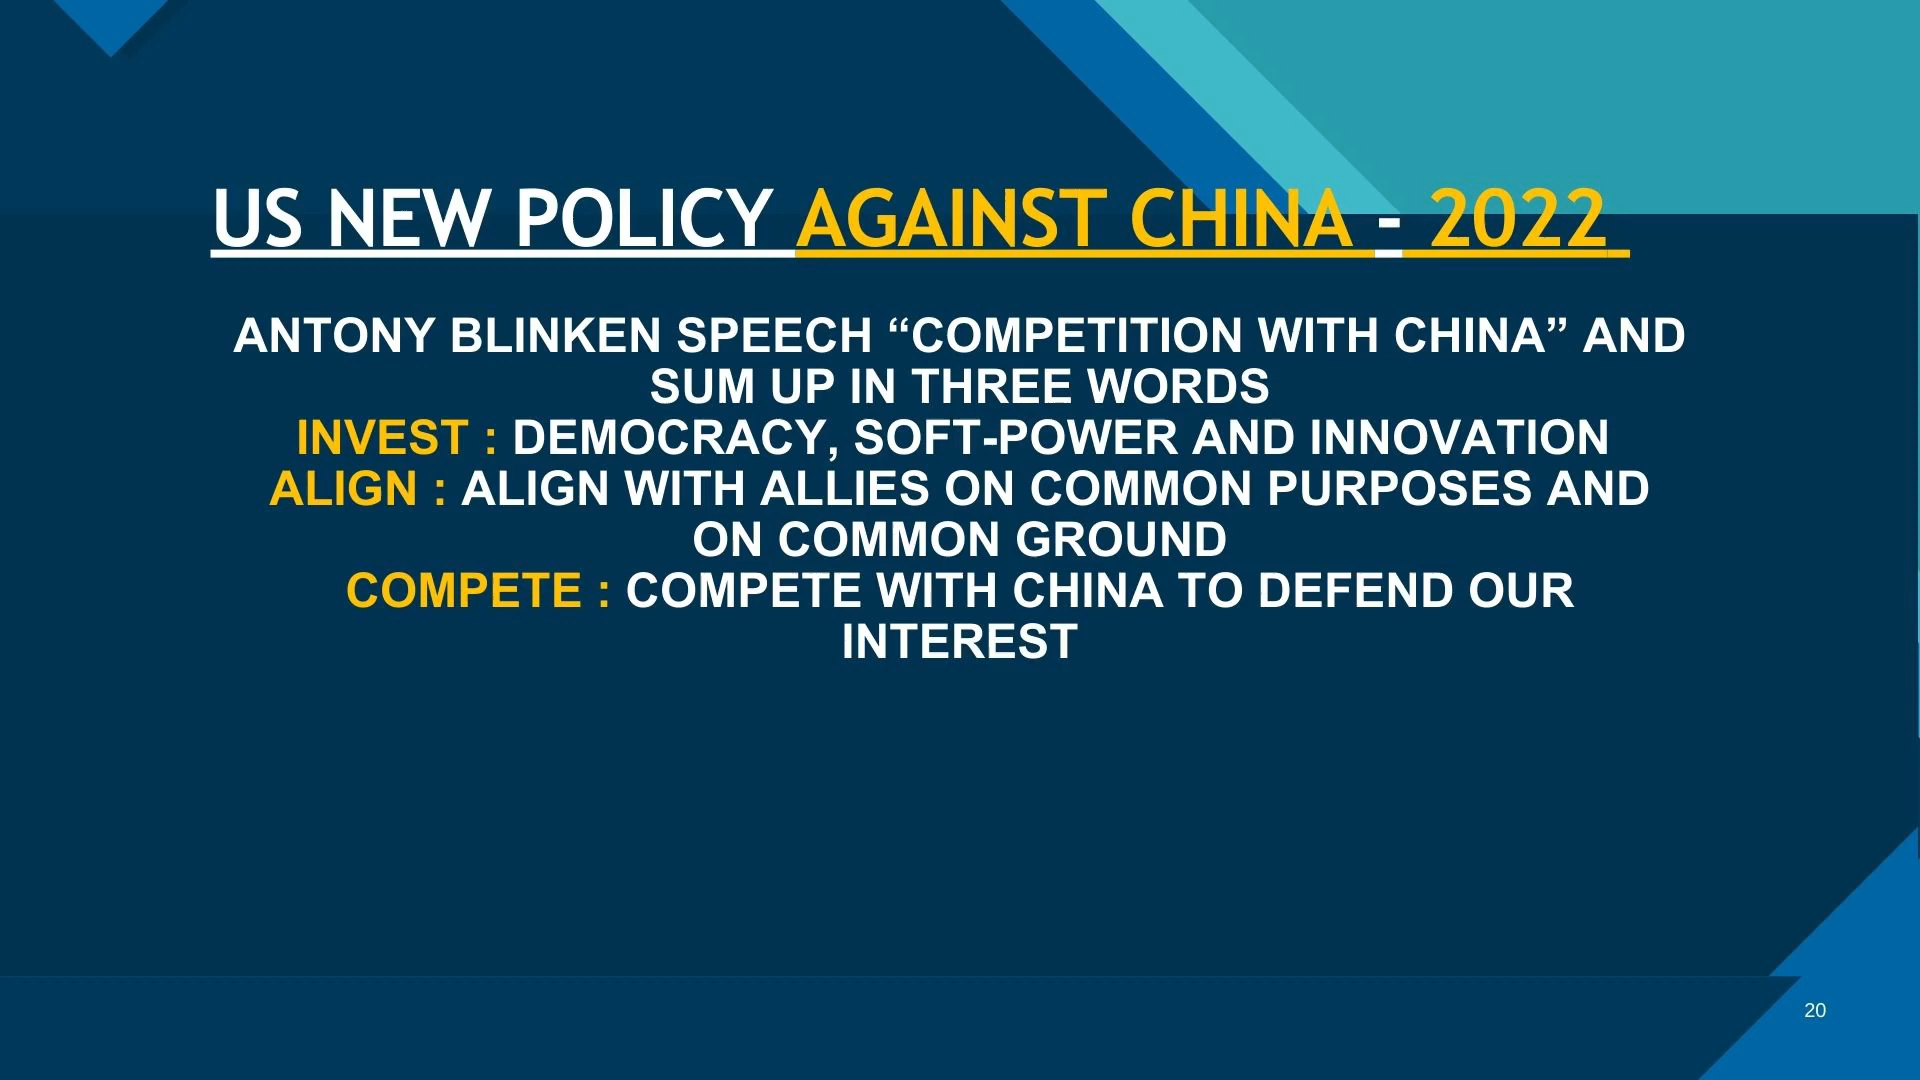 US NEW POLICY AGAINST CHINA - 2022
ANTONY BLINKEN SPEECH “COMPETITION WITH CHINA” AND
SUM UP IN THREE WORDS
INVEST : DEMOCRACY, SOFT-POWER AND INNOVATION
ALIGN : ALIGN WITH ALLIES ON COMMON PURPOSES AND
ON COMMON GROUND
COMPETE : COMPETE WITH CHINA TO DEFEND OUR
INTEREST
20